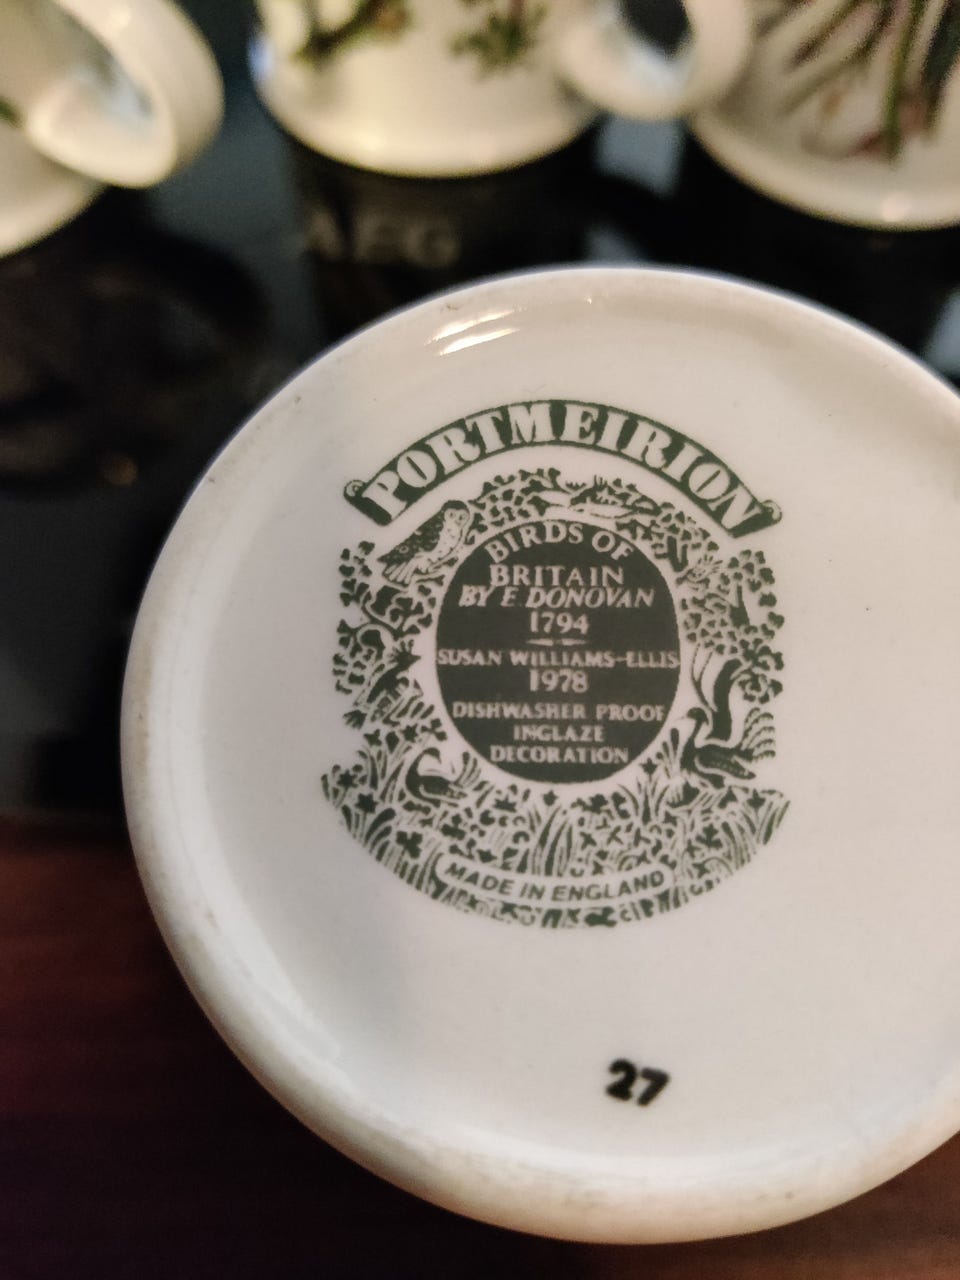 AEG
PORTMEIRION
BIRDS OF
BRITAIN
BY E. DONOVAN
1794
SUSAN WILLIAMS-ELLIS
1978
DISHWASHER PROOF
INGLAZE
DECORATION
MADE IN ENGLAND
27